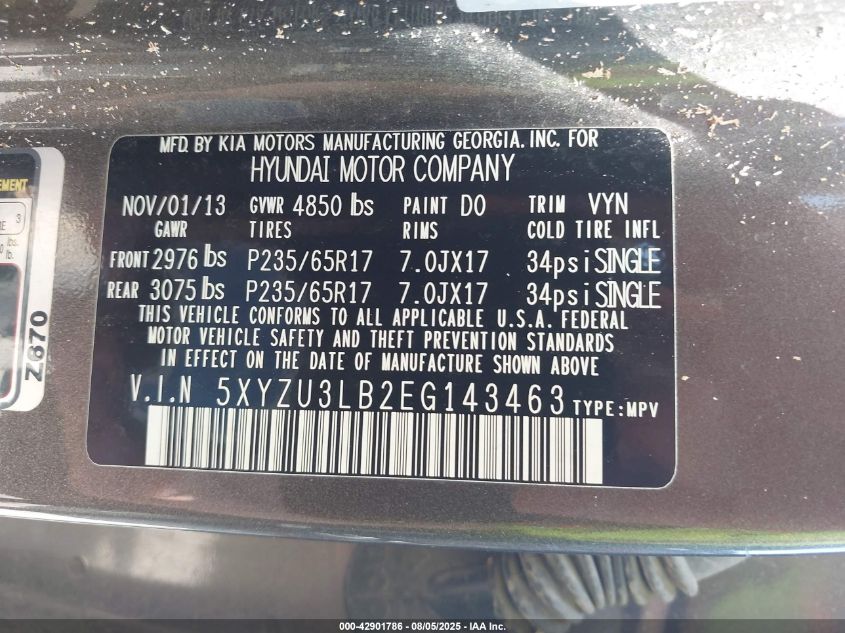 MFD. BY KIA MOTORS MANUFACTURING GEORGIA. INC. FOR
HYUNDAI MOTOR COMPANY
NOV/01/13 GVWR 4850 lbs PAINT D0 TRIM VYN
GAWR TIRES RIMS COLD TIRE INFL
FRONT 2976 lbs P235/65R17 7.0JX17 34psi SINGLE
REAR 3075 lbs P235/65R17 7.0JX17 34psi SINGLE
THIS VEHICLE CONFORMS TO ALL APPLICABLE U.S.A. FEDERAL
MOTOR VEHICLE SAFETY AND THEFT PREVENTION STANDARDS
IN EFFECT ON THE DATE OF MANUFACTURE SHOWN ABOVE
V.I.N 5XYZU3LB2EG143463 TYPE:MPV
3
lbs.
lb.
Z670
000-42901786 - 08/05/2025 - IAA Inc.